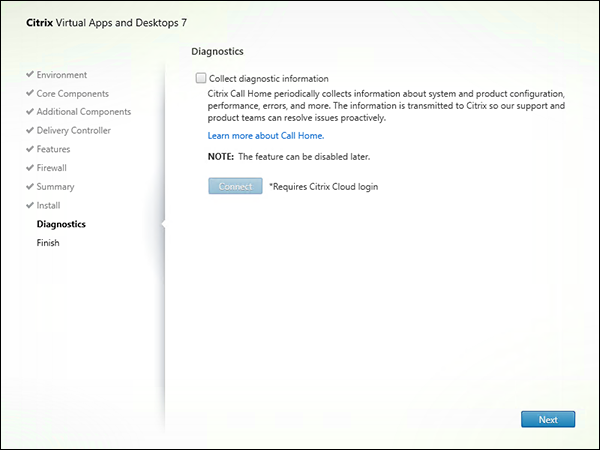 Citrix Virtual Apps and Desktops 7
Diagnostics
Environment
Core Components
Additional Components
Delivery Controller
Features
Firewall
Summary
Install
Diagnostics
Finish
Collect diagnostic information
Citrix Call Home periodically collects information about system and product configuration,
performance, errors, and more. The information is transmitted to Citrix so our support and
product teams can resolve issues proactively.
Learn more about Call Home.
NOTE: The feature can be disabled later.
Connect *Requires Citrix Cloud login
Next